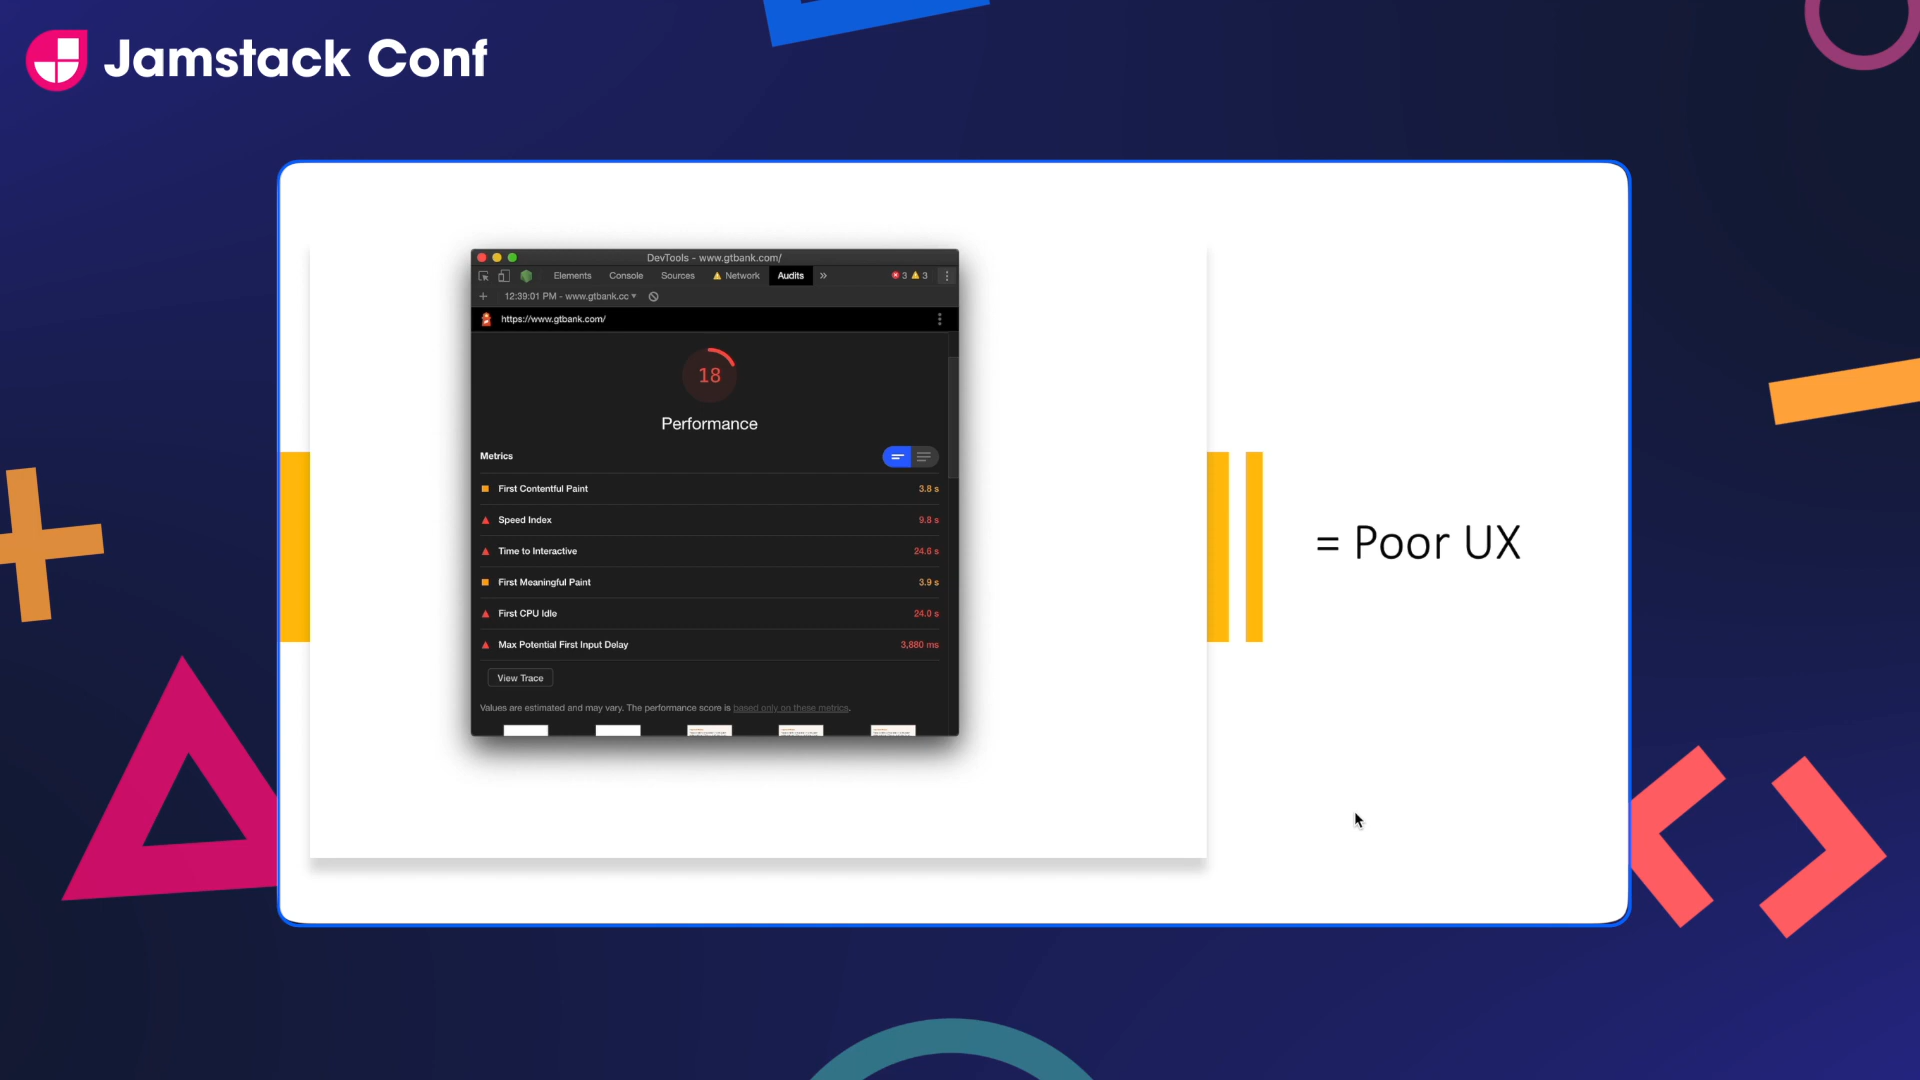 Jamstack Conf
DevTools - www.gtbank.com/
Elements Console Sources Network Audits » 3 3
+ 12:39:01 PM - www.gtbank.cc
https://www.gtbank.com/
18
Performance
Metrics
First Contentful Paint 3.8 s
Speed Index 9.8 s
Time to Interactive 24.6 s
First Meaningful Paint 3.9 s
First CPU Idle 24.0 s
Max Potential First Input Delay 3,880 ms
View Trace
Values are estimated and may vary. The performance score is based only on these metrics.
= Poor UX